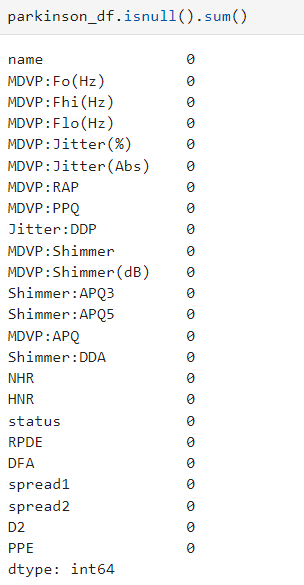 parkinson_df.isnull().sum()
name 0
MDVP:Fo(Hz) 0
MDVP:Fhi(Hz) 0
MDVP:Flo(Hz) 0
MDVP:Jitter(%) 0
MDVP:Jitter(Abs) 0
MDVP:RAP 0
MDVP:PPQ 0
Jitter:DDP 0
MDVP:Shimmer 0
MDVP:Shimmer(dB) 0
Shimmer:APQ3 0
Shimmer:APQ5 0
MDVP:APQ 0
Shimmer:DDA 0
NHR 0
HNR 0
status 0
RPDE 0
DFA 0
spread1 0
spread2 0
D2 0
PPE 0
dtype: int64